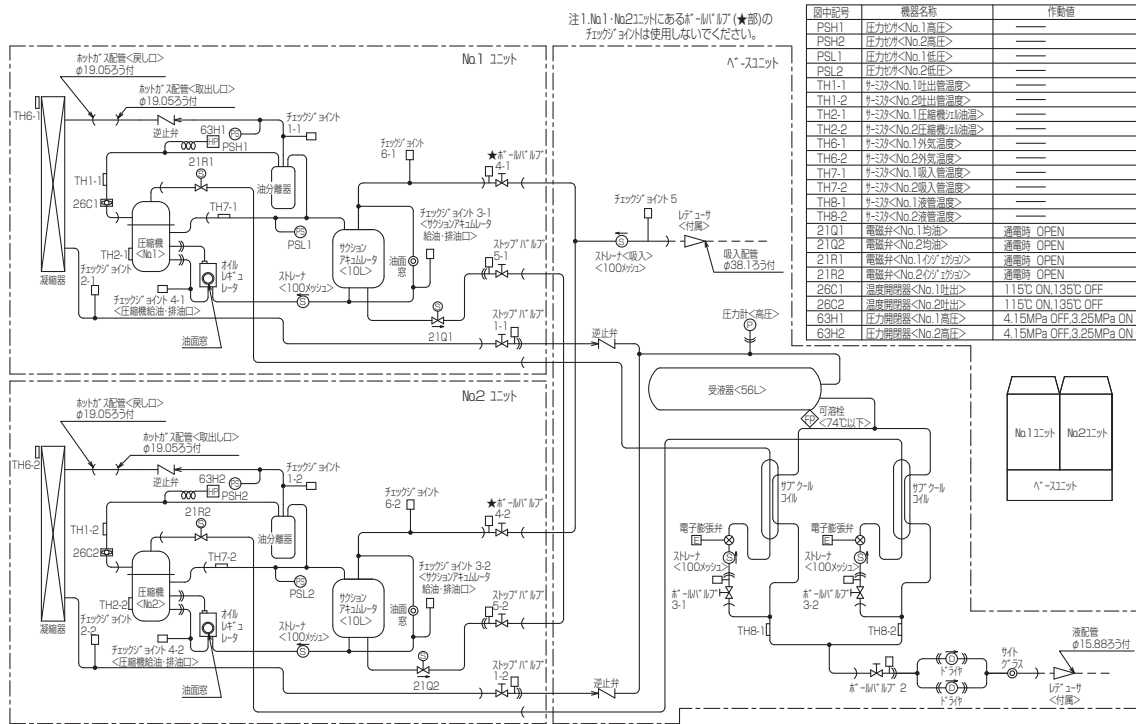 注1.No.1・No.2ユニットにあるボールバルブ(★部)の
チェックジョイントは使用しないでください。
図中記号 機器名称 作動値
PSH1 圧力センサ<No.1高圧> ――
PSH2 圧力センサ<No.2高圧> ――
PSL1 圧力センサ<No.1低圧> ――
PSL2 圧力センサ<No.2低圧> ――
TH1-1 サーミスタ<No.1吐出管温度> ――
TH1-2 サーミスタ<No.2吐出管温度> ――
TH2-1 サーミスタ<No.1圧縮機シェル油温> ――
TH2-2 サーミスタ<No.2圧縮機シェル油温> ――
TH6-1 サーミスタ<No.1外気温度> ――
TH6-2 サーミスタ<No.2外気温度> ――
TH7-1 サーミスタ<No.1吸入管温度> ――
TH7-2 サーミスタ<No.2吸入管温度> ――
TH8-1 サーミスタ<No.1液管温度> ――
TH8-2 サーミスタ<No.2液管温度> ――
21Q1 電磁弁<No.1均油> 通電時 OPEN
21Q2 電磁弁<No.2均油> 通電時 OPEN
21R1 電磁弁<No.1インジェクション> 通電時 OPEN
21R2 電磁弁<No.2インジェクション> 通電時 OPEN
26C1 温度開閉器<No.1吐出> 115℃ ON,135℃ OFF
26C2 温度開閉器<No.2吐出> 115℃ ON,135℃ OFF
63H1 圧力開閉器<No.1高圧> 4.15MPa OFF,3.25MPa ON
63H2 圧力開閉器<No.2高圧> 4.15MPa OFF,3.25MPa ON
No.1 ユニット
ホットガス配管<戻し口>
φ19.05ろう付
ホットガス配管<取出し口>
φ19.05ろう付
TH6-1
逆止弁
63H1
HP
PS
PSH1
チェックジョイント
1-1
21R1
S
TH1-1
26C1
油分離器
TH7-1
PS
PSL1
圧縮機
<No.1>
TH2-1
凝縮器
チェックジョイント
2-1
オイル
レギュ
レータ
チェックジョイント 4-1
<圧縮機給油・排油口>
油面窓
ストレーナ
<100メッシュ>
S
サクション
アキュムレータ
<10L>
チェックジョイント
6-1
★ボールバルブ
4-1
チェックジョイント 3-1
<サクションアキュムレータ
給油・排油口>
油面
窓
ストップバルブ
5-1
S
21Q1
ストップバルブ
1-1
No.2 ユニット
ホットガス配管<戻し口>
φ19.05ろう付
ホットガス配管<取出し口>
φ19.05ろう付
TH6-2
逆止弁
63H2
HP
PS
PSH2
チェックジョイント
1-2
21R2
S
TH1-2
26C2
油分離器
TH7-2
PS
PSL2
圧縮機
<No.2>
TH2-2
凝縮器
チェックジョイント
2-2
オイル
レギュ
レータ
チェックジョイント 4-2
<圧縮機給油・排油口>
油面窓
ストレーナ
<100メッシュ>
S
サクション
アキュムレータ
<10L>
チェックジョイント
6-2
★ボールバルブ
4-2
チェックジョイント 3-2
<サクションアキュムレータ
給油・排油口>
油面
窓
ストップバルブ
5-2
S
21Q2
ストップバルブ
1-2
ベースユニット
チェックジョイント 5
レデューサ
<付属>
S
ストレーナ<吸入>
<100メッシュ>
吸入配管
φ38.1ろう付
圧力計<高圧>
P
逆止弁
受液器<56L>
FP
可溶栓
<74℃以下>
サブクール
コイル
サブクール
コイル
電子膨張弁
E
ストレーナ
<100メッシュ>
S
ボールバルブ
3-1
電子膨張弁
E
ストレーナ
<100メッシュ>
S
ボールバルブ
3-2
TH8-1
TH8-2
逆止弁
ボールバルブ 2
D
ドライヤ
D
ドライヤ
サイト
グラス
液配管
φ15.88ろう付
レデューサ
<付属>
No.1ユニット
No.2ユニット
ベースユニット